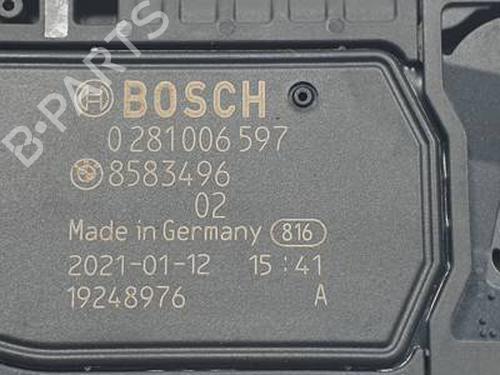 BOSCH
0 281 006 597
8583496
02
Made in Germany 816
2021-01-12 15:41
19248976 A
B-PARTS